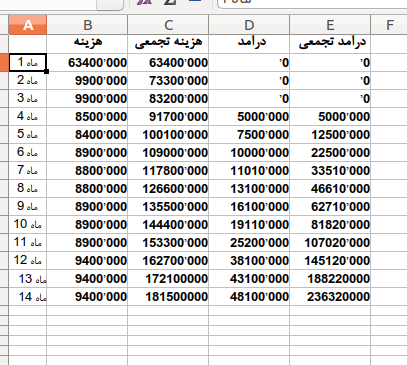 A B C D E F
هزینه هزینه تجمعی درآمد درآمد تجمعی
1 ماه 63400'000 63400'000 0' 0'
2 ماه 9900'000 73300'000 0' 0'
3 ماه 9900'000 83200'000 0' 0'
4 ماه 8500'000 91700'000 5000'000 5000'000
5 ماه 8400'000 100100'000 7500'000 12500'000
6 ماه 8900'000 109000'000 10000'000 22500'000
7 ماه 8800'000 117800'000 11010'000 33510'000
8 ماه 8800'000 126600'000 13100'000 46610'000
9 ماه 8900'000 135500'000 16100'000 62710'000
10 ماه 8900'000 144400'000 19110'000 81820'000
11 ماه 8900'000 153300'000 25200'000 107020'000
12 ماه 9400'000 162700'000 38100'000 145120'000
13 ماه 9400'000 172100000 43100'000 188220000
14 ماه 9400'000 181500000 48100'000 236320000